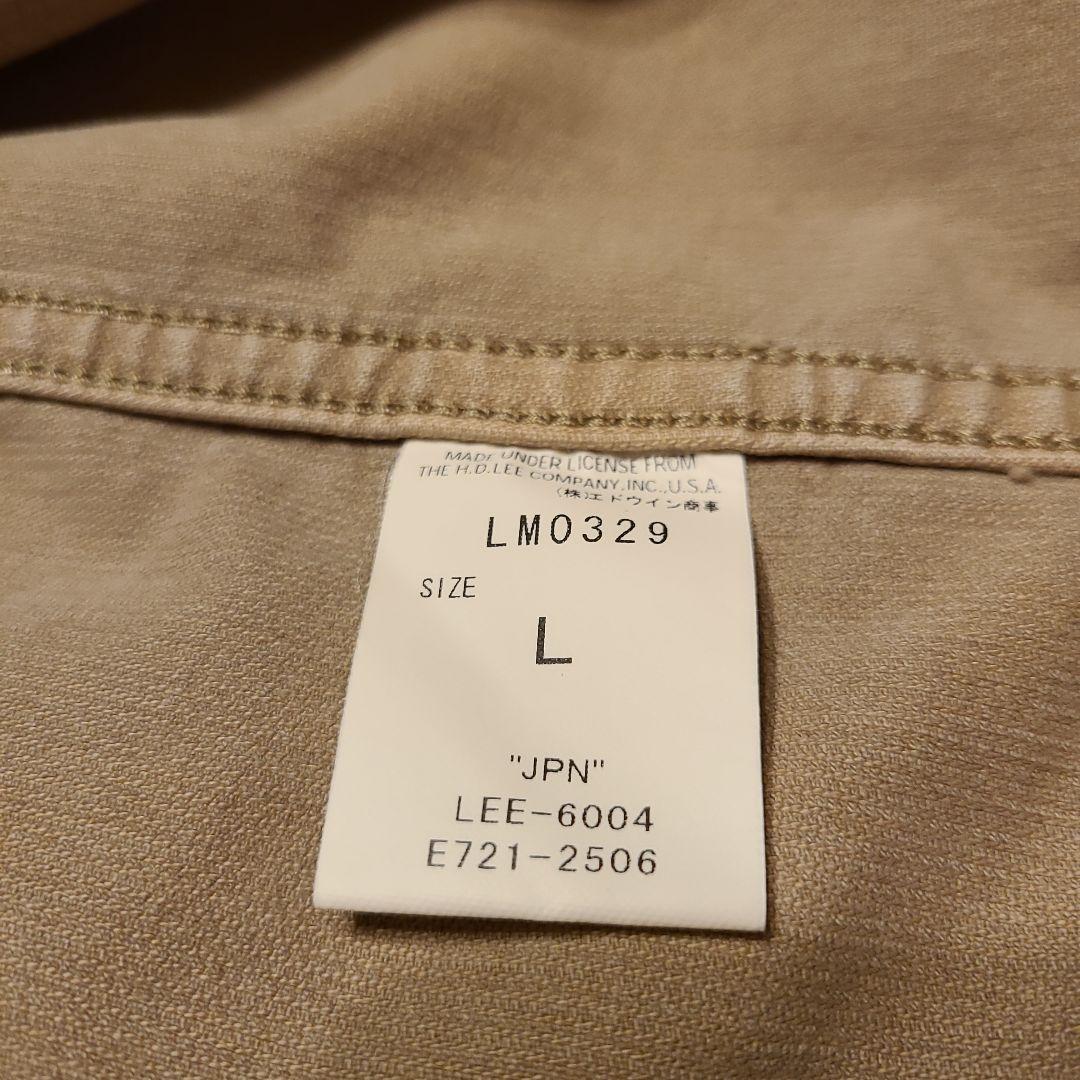 MADE UNDER LICENSE FROM
THE H.D.LEE COMPANY,INC.,U.S.A.
(株)エドウイン商事
LM0329
SIZE
L
"JPN"
LEE-6004
E721-2506